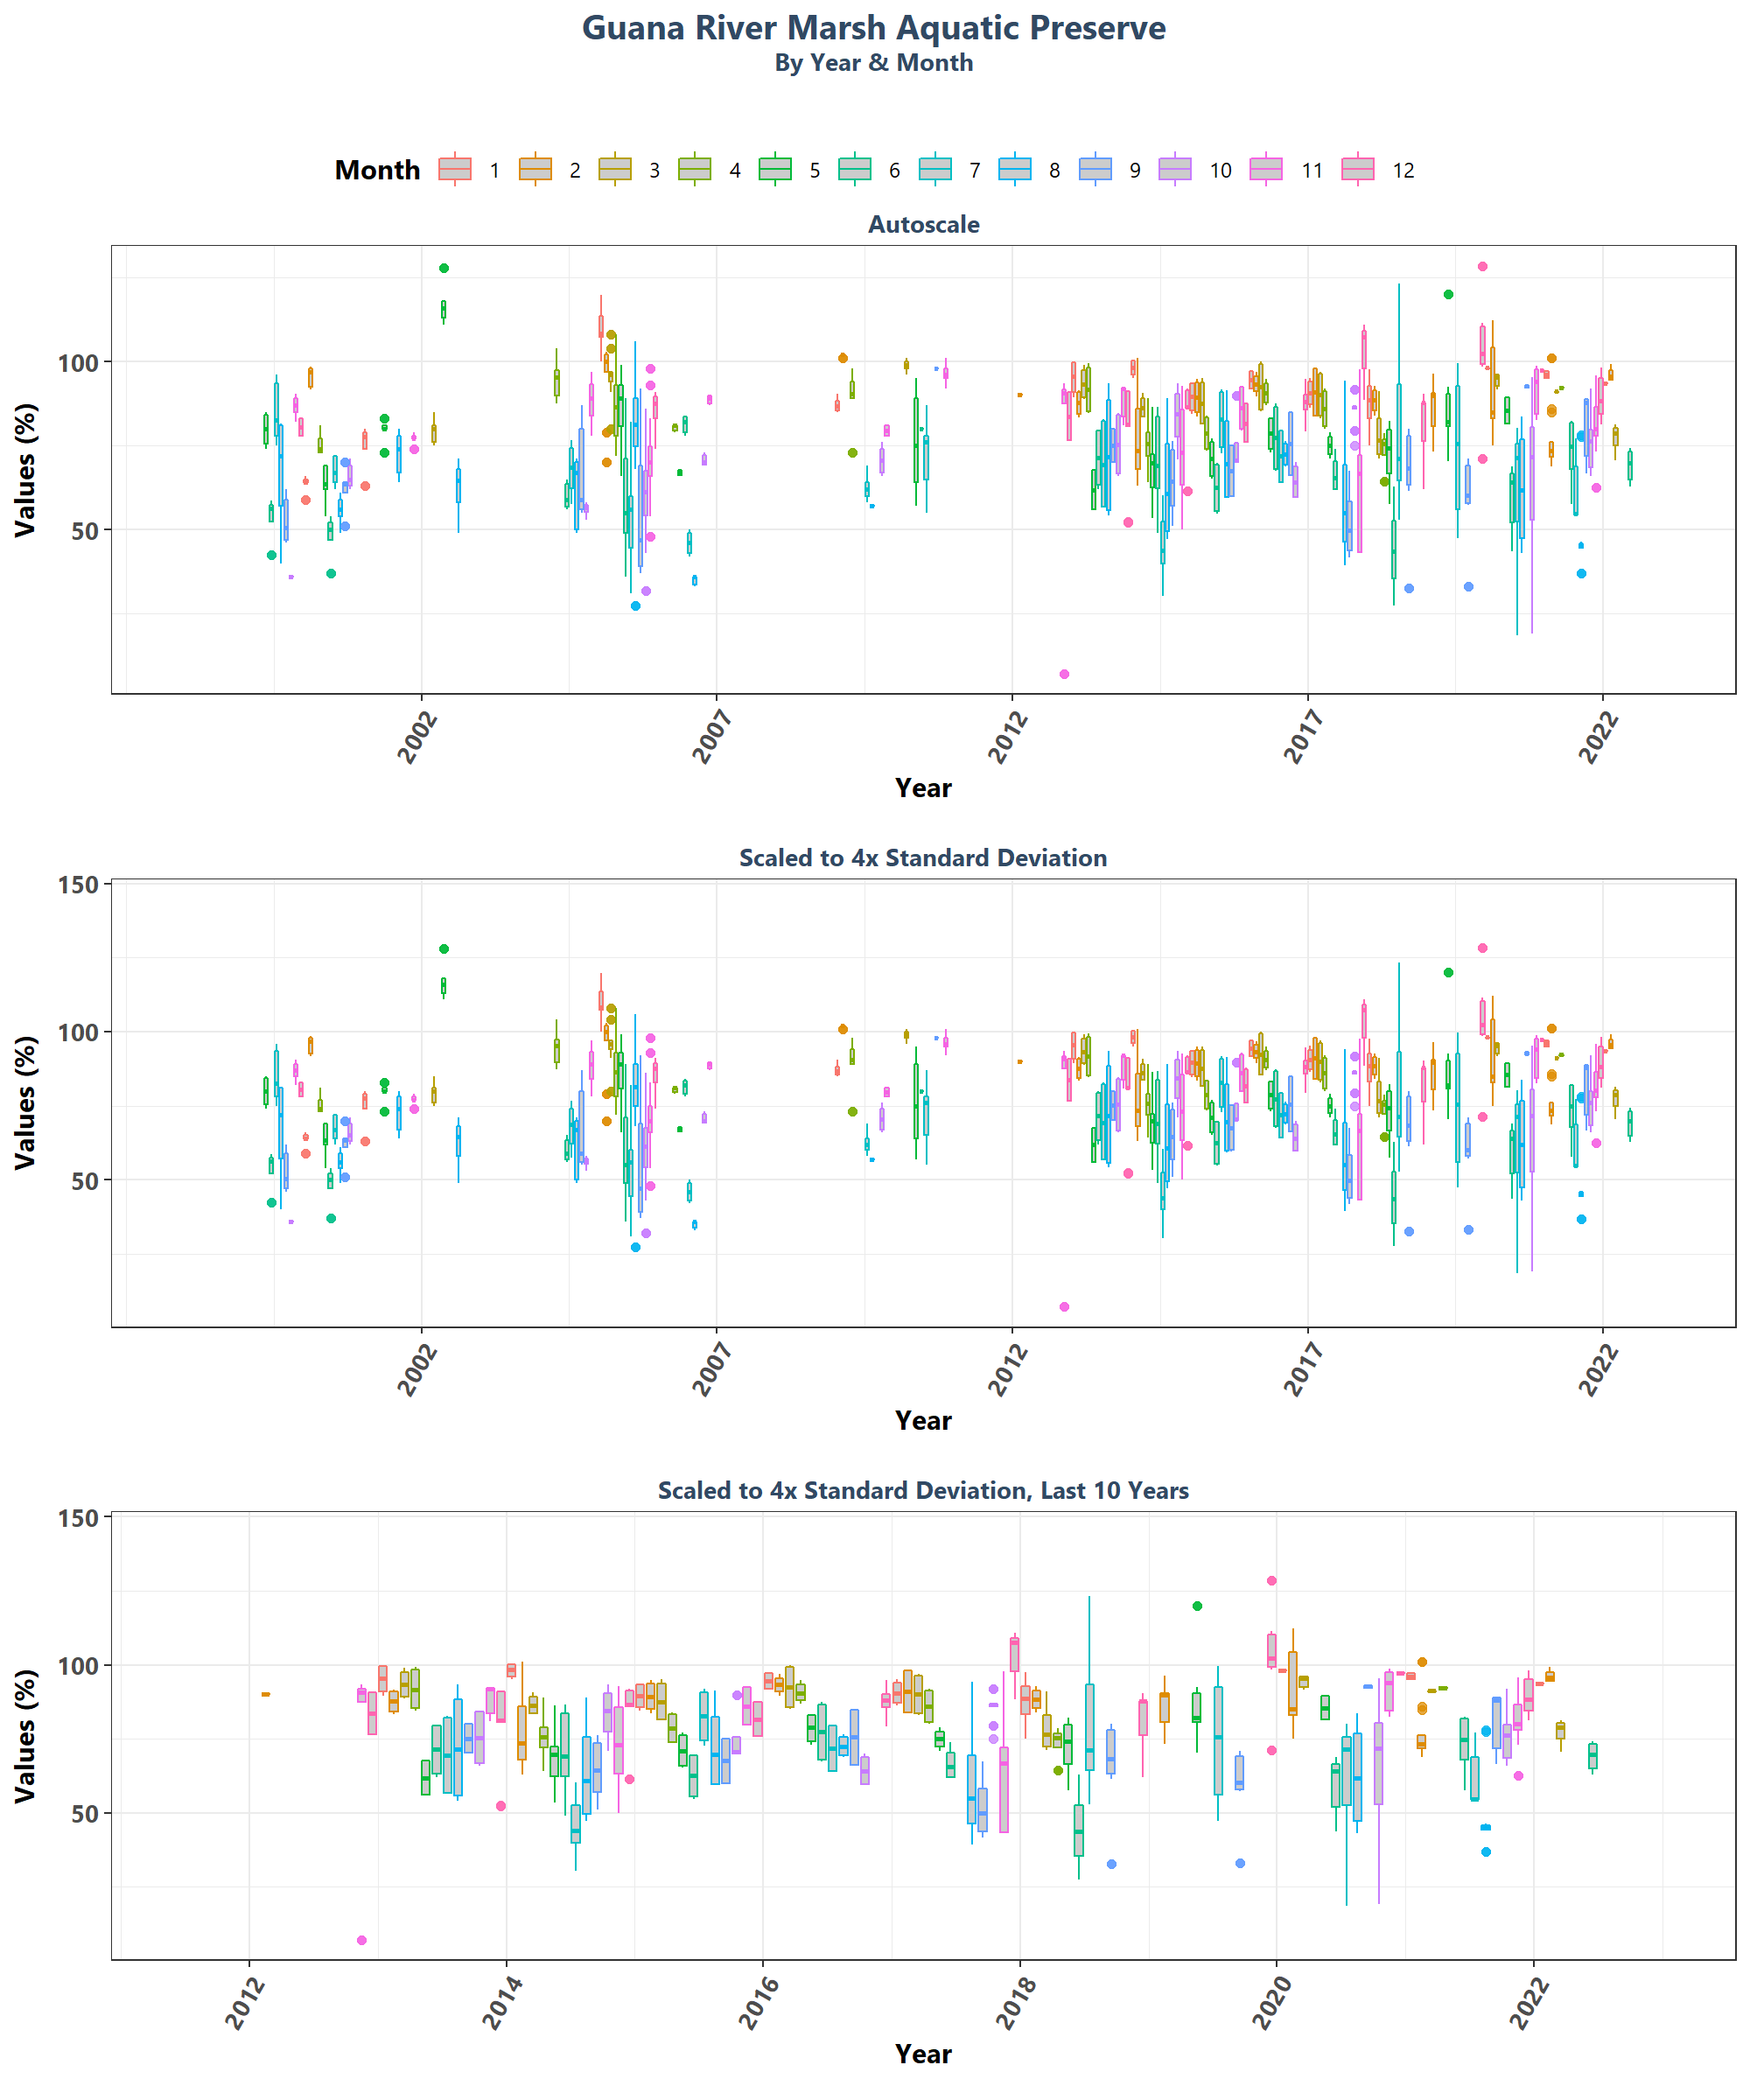 Guana River Marsh Aquatic Preserve
By Year & Month
Month 1 2 3 4 5 6 7 8 9 10 11 12
Autoscale
Values (%)
100
50
2002 2007 2012 2017 2022
Year
Scaled to 4x Standard Deviation
Values (%)
150
100
50
2002 2007 2012 2017 2022
Year
Scaled to 4x Standard Deviation, Last 10 Years
Values (%)
150
100
50
2012 2014 2016 2018 2020 2022
Year